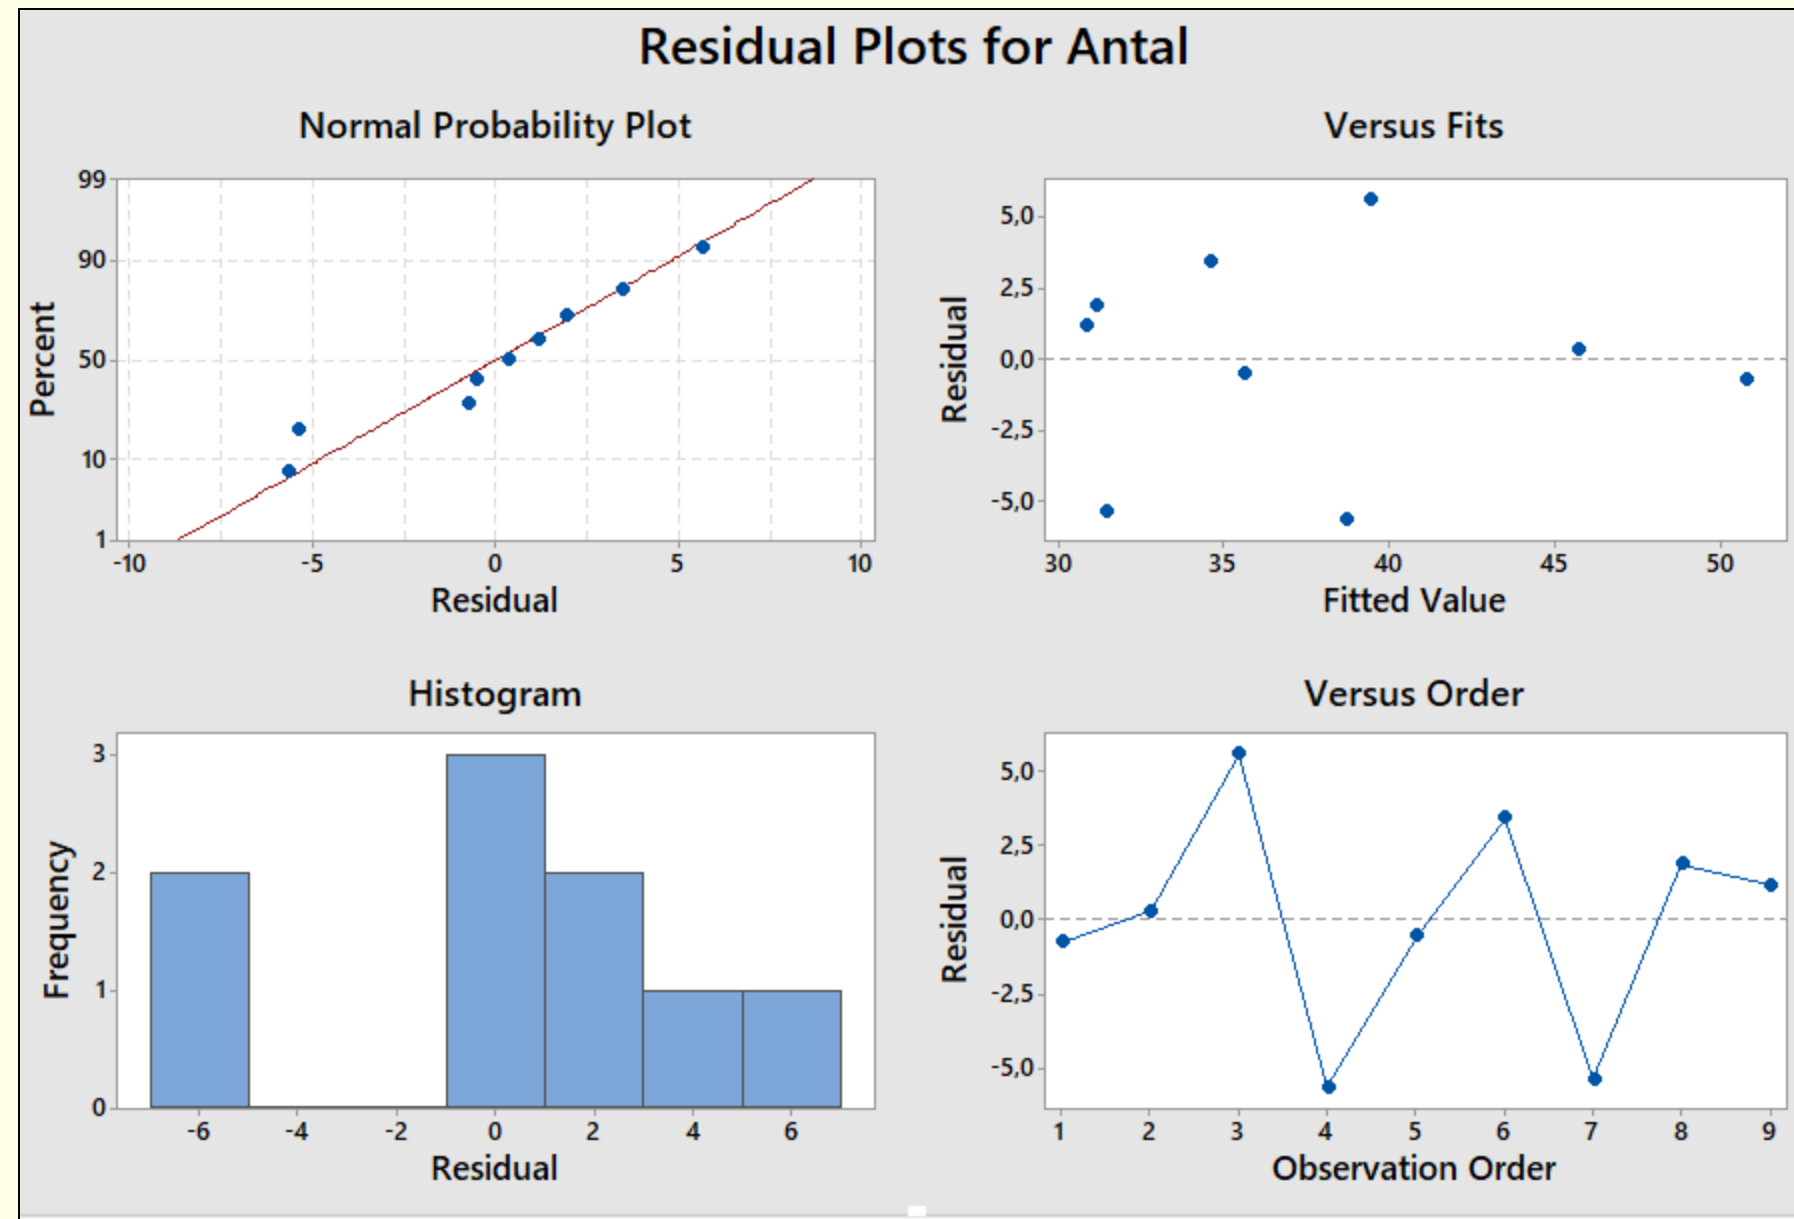 Residual Plots for Antal
Normal Probability Plot
Percent
99
90
50
10
1
-10 -5 0 5 10
Residual
Versus Fits
Residual
5,0
2,5
0,0
-2,5
-5,0
30 35 40 45 50
Fitted Value
Histogram
Frequency
3
2
1
0
-6 -4 -2 0 2 4 6
Residual
Versus Order
Residual
5,0
2,5
0,0
-2,5
-5,0
1 2 3 4 5 6 7 8 9
Observation Order